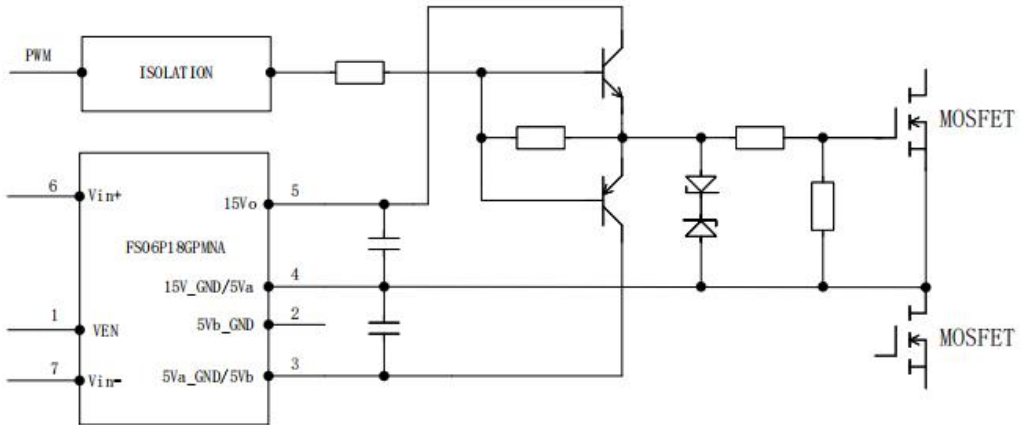 PWM
ISOLATION
MOSFET
6
Vin+
5
15Vo
FS06P18GPMNA
4
15V_GND/5Va
2
1
VEN
5Vb_GND
MOSFET
3
7
Vin-
5Va_GND/5Vb